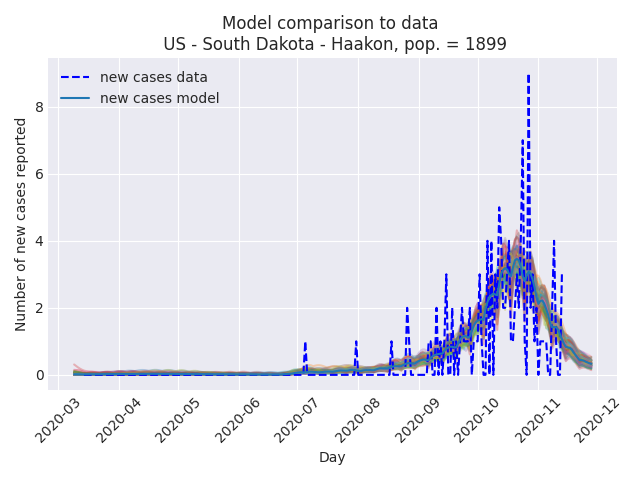 Model comparison to data
US - South Dakota - Haakon, pop. = 1899
new cases data
new cases model
Number of new cases reported
8
6
4
2
0
2020-03
2020-04
2020-05
2020-06
2020-07
2020-08
2020-09
2020-10
2020-11
2020-12
Day